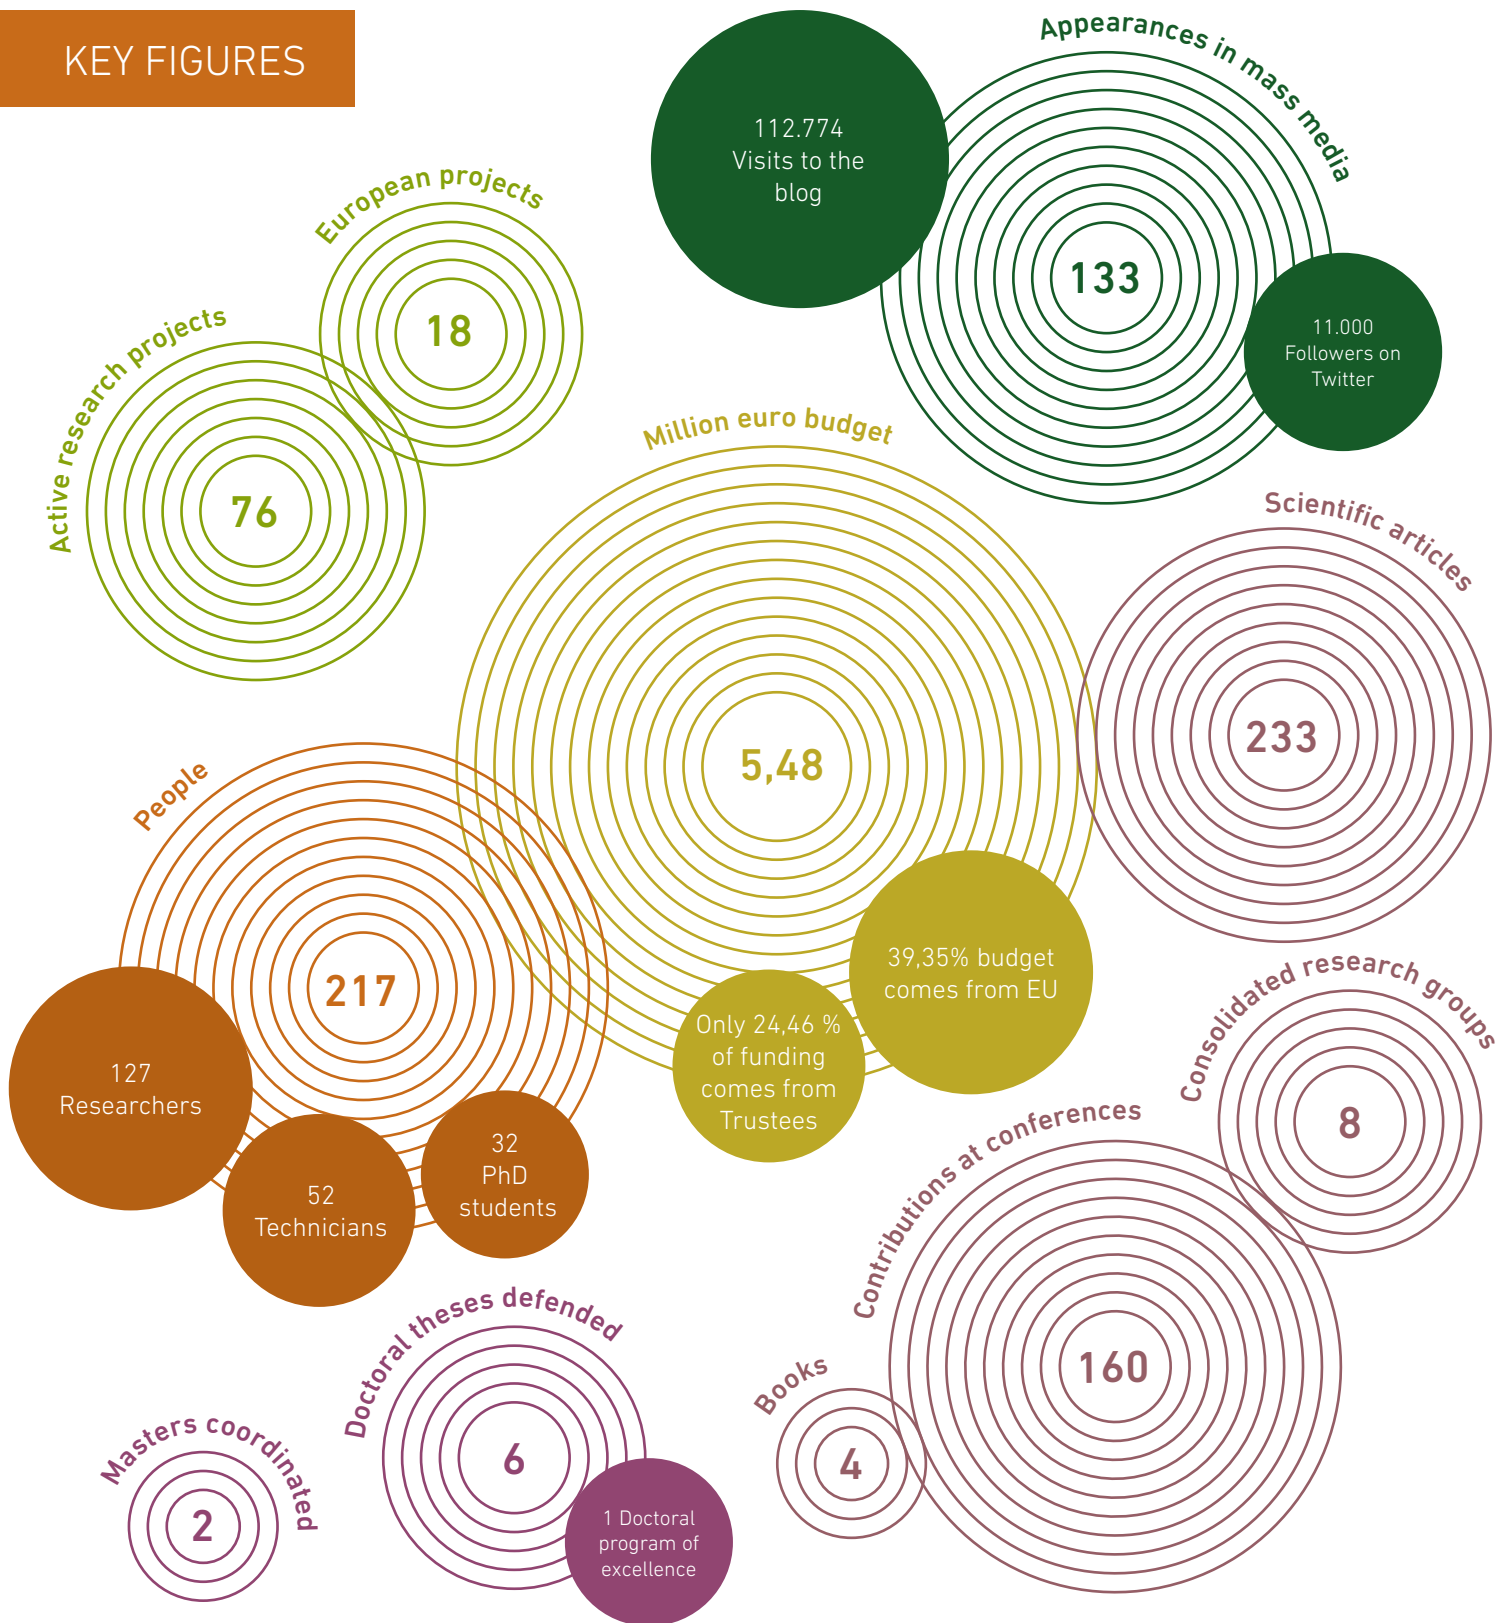 KEY FIGURES
Appearances in mass media
133
112.774
Visits to the
blog
11.000
Followers on
Twitter
European projects
18
Active research projects
76
Million euro budget
5,48
39,35% budget
comes from EU
Only 24,46 %
of funding
comes from
Trustees
Scientific articles
233
People
217
127
Researchers
52
Technicians
32
PhD
students
Consolidated research groups
8
Contributions at conferences
160
Books
4
Doctoral theses defended
6
1 Doctoral
program of
excellence
Masters coordinated
2